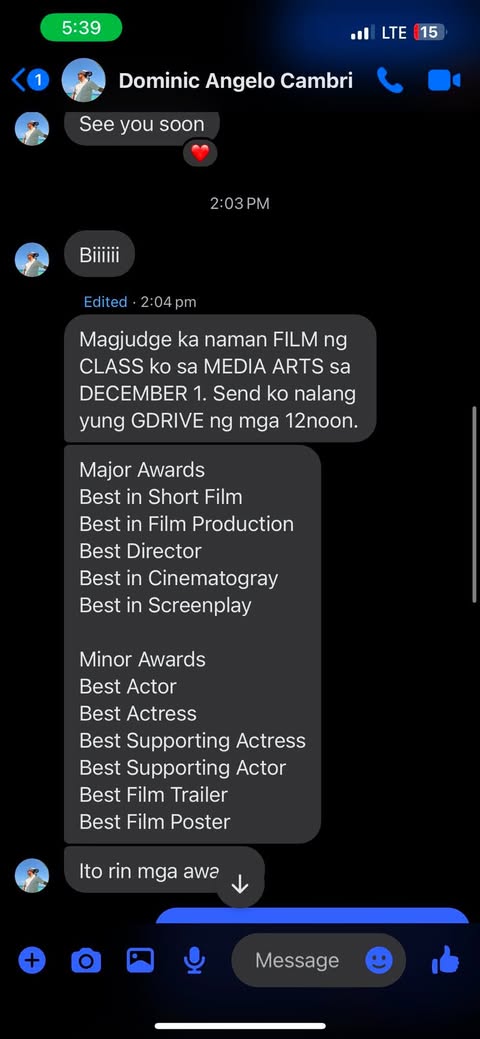 5:39
LTE 15
1
Dominic Angelo Cambri
See you soon
2:03 PM
Biiiiii
Edited · 2:04 pm
Magjudge ka naman FILM ng
CLASS ko sa MEDIA ARTS sa
DECEMBER 1. Send ko nalang
yung GDRIVE ng mga 12noon.
Major Awards
Best in Short Film
Best in Film Production
Best Director
Best in Cinematogray
Best in Screenplay
Minor Awards
Best Actor
Best Actress
Best Supporting Actress
Best Supporting Actor
Best Film Trailer
Best Film Poster
Ito rin mga awa
Message